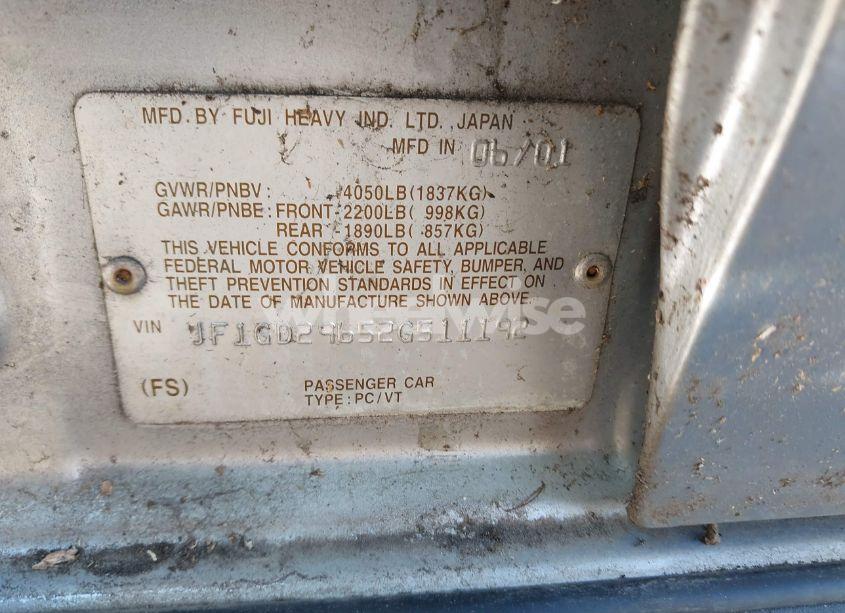 MFD. BY FUJI HEAVY IND. LTD. JAPAN
MFD IN 06/01
GVWR/PNBV : 4050LB(1837KG)
GAWR/PNBE : FRONT-2200LB( 998KG)
REAR -1890LB( 857KG)
THIS VEHICLE CONFORMS TO ALL APPLICABLE
FEDERAL MOTOR VEHICLE SAFETY, BUMPER, AND
THEFT PREVENTION STANDARDS IN EFFECT ON
THE DATE OF MANUFACTURE SHOWN ABOVE.
VIN JF1GD29652G511192
(FS) PASSENGER CAR
TYPE: PC/VT